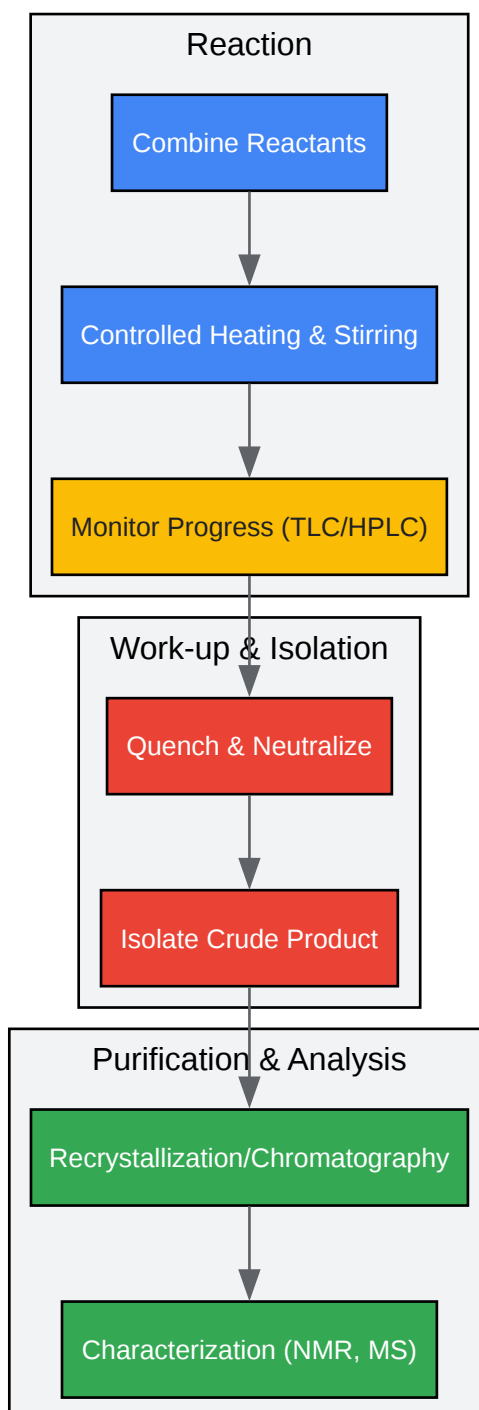 Reaction
Combine Reactants
Controlled Heating & Stirring
Monitor Progress (TLC/HPLC)
Work-up & Isolation
Quench & Neutralize
Isolate Crude Product
Purification & Analysis
Recrystallization/Chromatography
Characterization (NMR, MS)